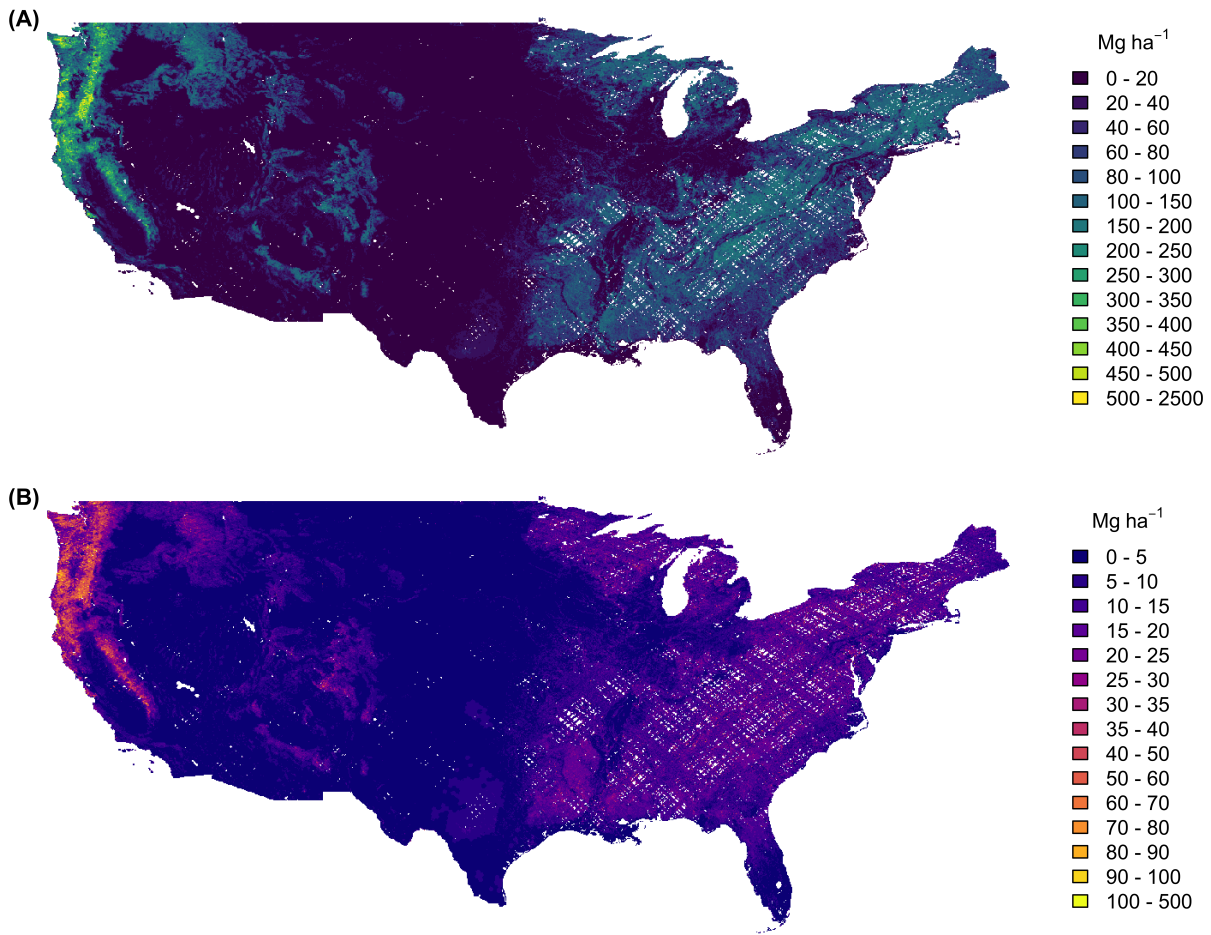 (A)
Mg ha⁻¹
0 - 20
20 - 40
40 - 60
60 - 80
80 - 100
100 - 150
150 - 200
200 - 250
250 - 300
300 - 350
350 - 400
400 - 450
450 - 500
500 - 2500
(B)
Mg ha⁻¹
0 - 5
5 - 10
10 - 15
15 - 20
20 - 25
25 - 30
30 - 35
35 - 40
40 - 50
50 - 60
60 - 70
70 - 80
80 - 90
90 - 100
100 - 500